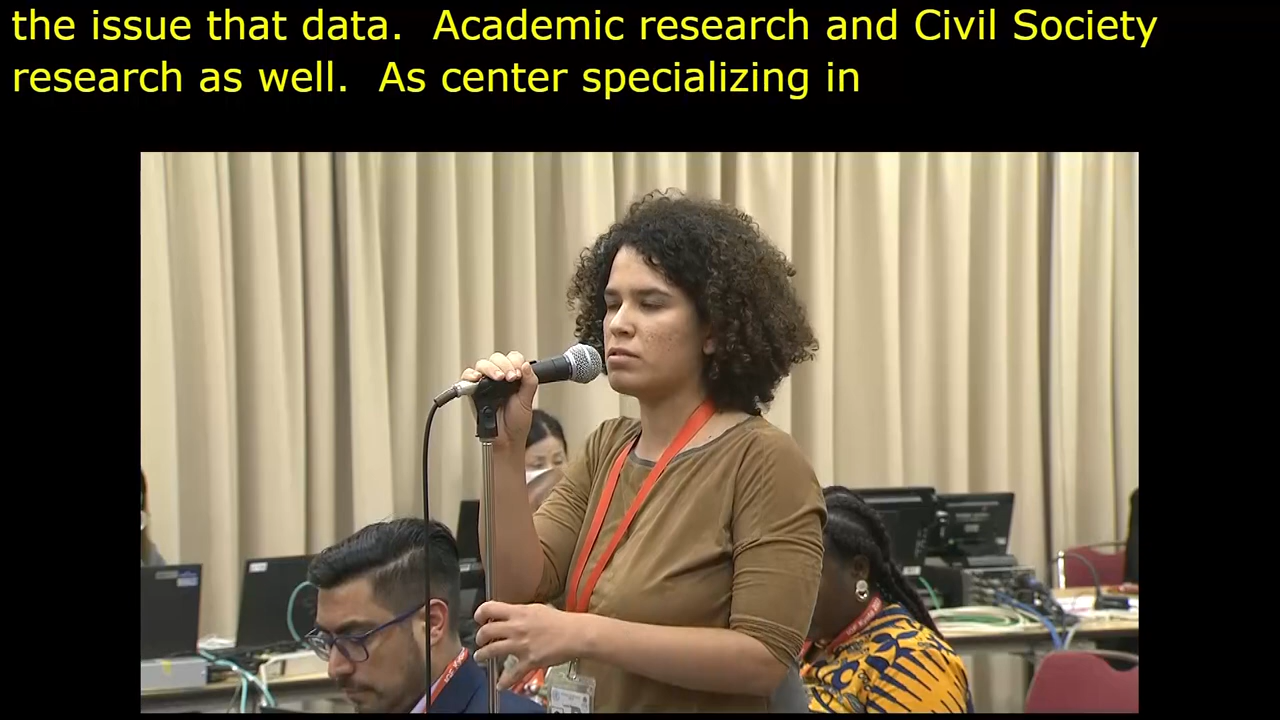 the issue that data.  Academic research and Civil Society
research as well.  As center specializing in